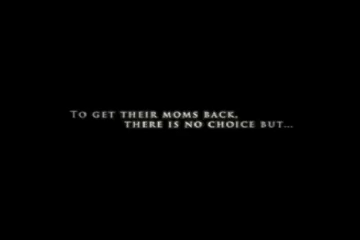 To get their moms back,
there is no choice but...